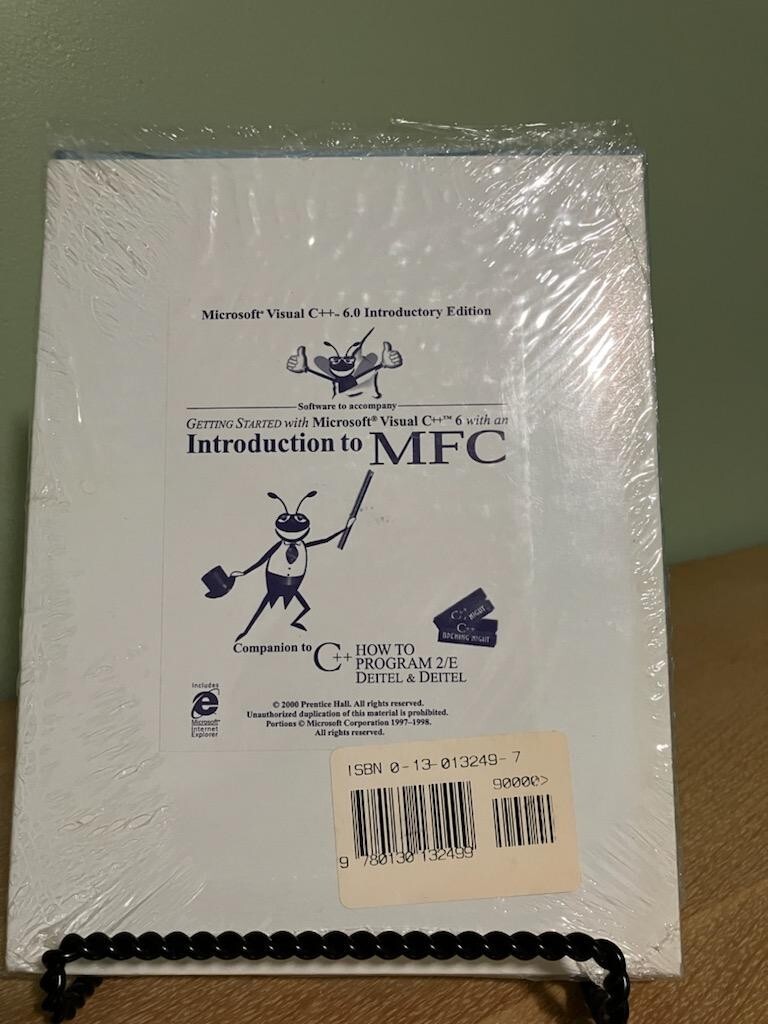 Microsoft® Visual C++™ 6.0 Introductory Edition
Software to accompany
GETTING STARTED with Microsoft® Visual C++™ 6 with an
Introduction to MFC
C++ NIGHT
C++
OPENING NIGHT
Companion to C++ HOW TO
PROGRAM 2/E
DEITEL & DEITEL
Includes
Microsoft
Internet
Explorer
© 2000 Prentice Hall. All rights reserved.
Unauthorized duplication of this material is prohibited.
Portions © Microsoft Corporation 1997–1998.
All rights reserved.
ISBN 0-13-013249-7
90000>
9 780130 132499